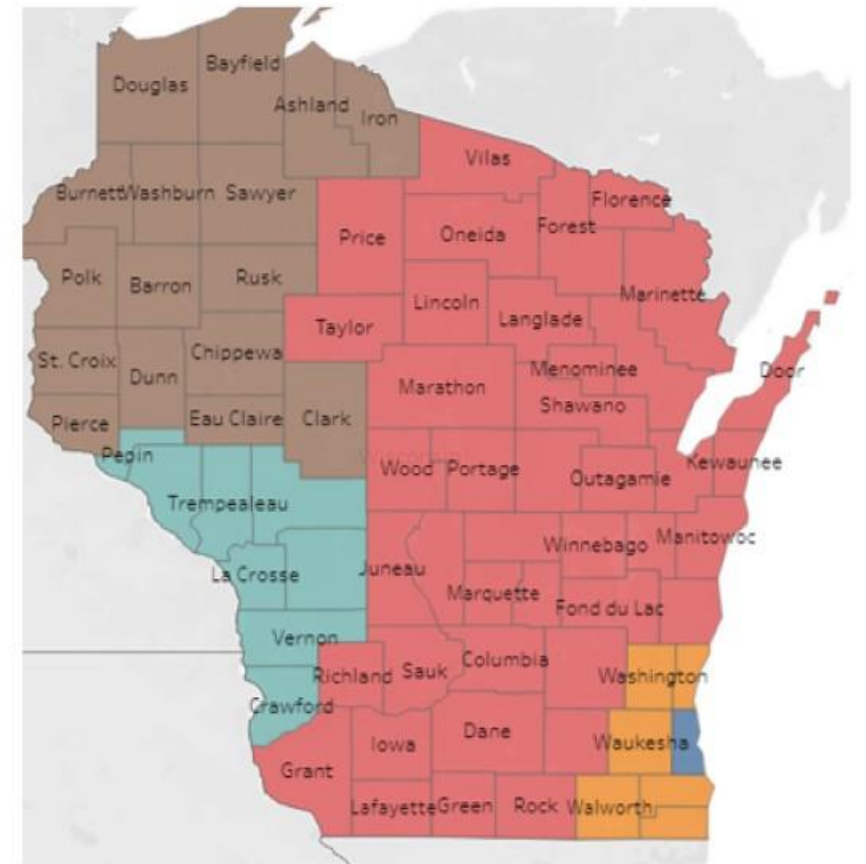 Bayfield
Douglas
Ashland
Iron
Vilas
Burnett
Washburn
Sawyer
Florence
Forest
Price
Oneida
Polk
Barron
Rusk
Marinette
Lincoln
Langlade
Taylor
St. Croix
Chippewa
Dunn
Menominee
Door
Marathon
Shawano
Pierce
Eau Claire
Clark
Pepin
Wisconsin
Wood
Portage
Outagamie
Kewaunee
Trempealeau
Winnebago
Manitowoc
La Crosse
Juneau
Marquette
Fond du Lac
Vernon
Richland
Sauk
Columbia
Washington
Crawford
Iowa
Dane
Waukesha
Grant
Lafayette
Green
Rock
Walworth